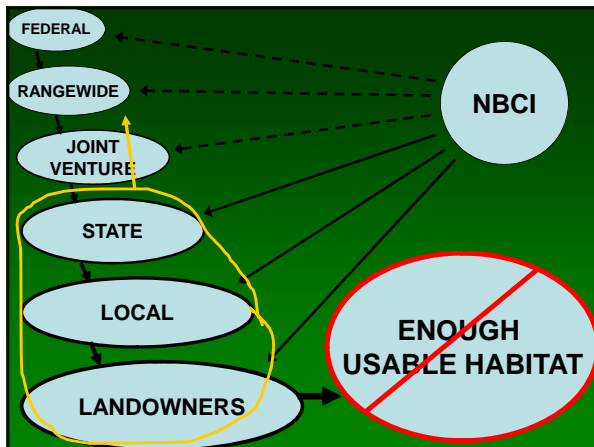 FEDERAL
RANGEWIDE
JOINT
VENTURE
STATE
LOCAL
LANDOWNERS
NBCI
ENOUGH
USABLE HABITAT